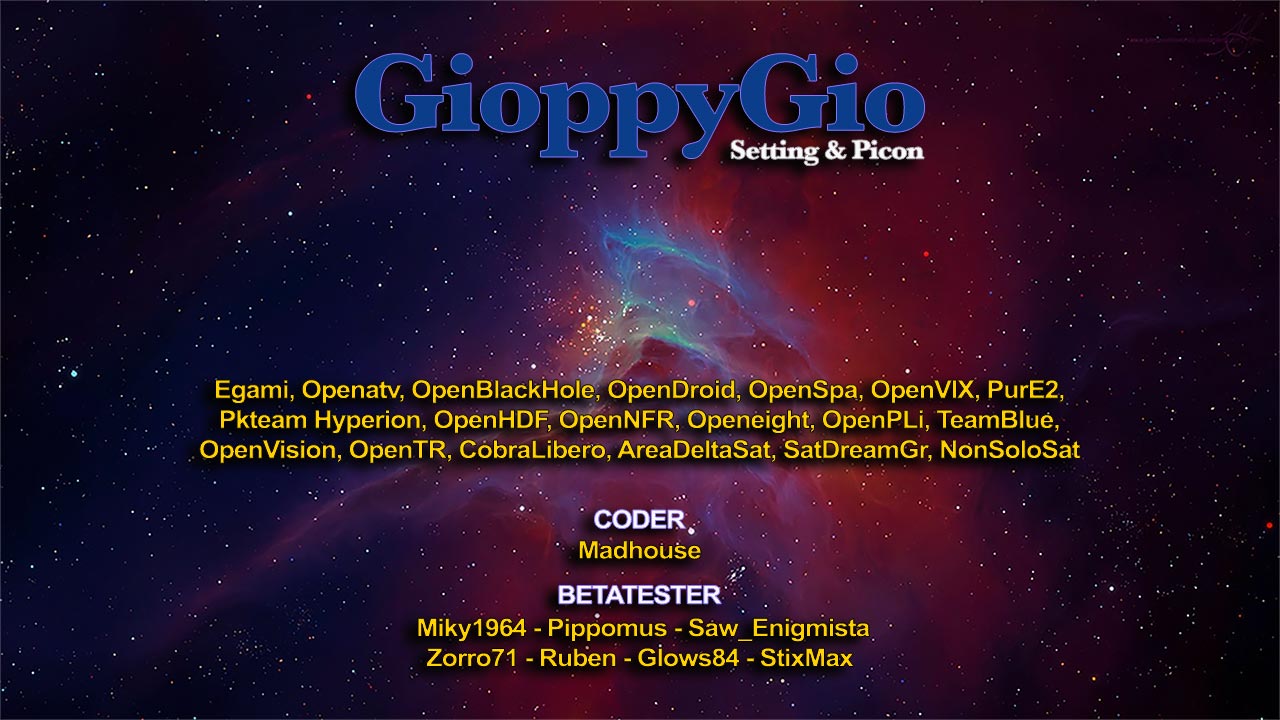 GioppyGio
Setting & Picon
Egami, Openatv, OpenBlackHole, OpenDroid, OpenSpa, OpenVIX, PurE2,
Pkteam Hyperion, OpenHDF, OpenNFR, Openeight, OpenPLi, TeamBlue,
OpenVision, OpenTR, CobraLibero, AreaDeltaSat, SatDreamGr, NonSoloSat
CODER
Madhouse
BETATESTER
Miky1964 - Pippomus - Saw_Enigmista
Zorro71 - Ruben - Glows84 - StixMax